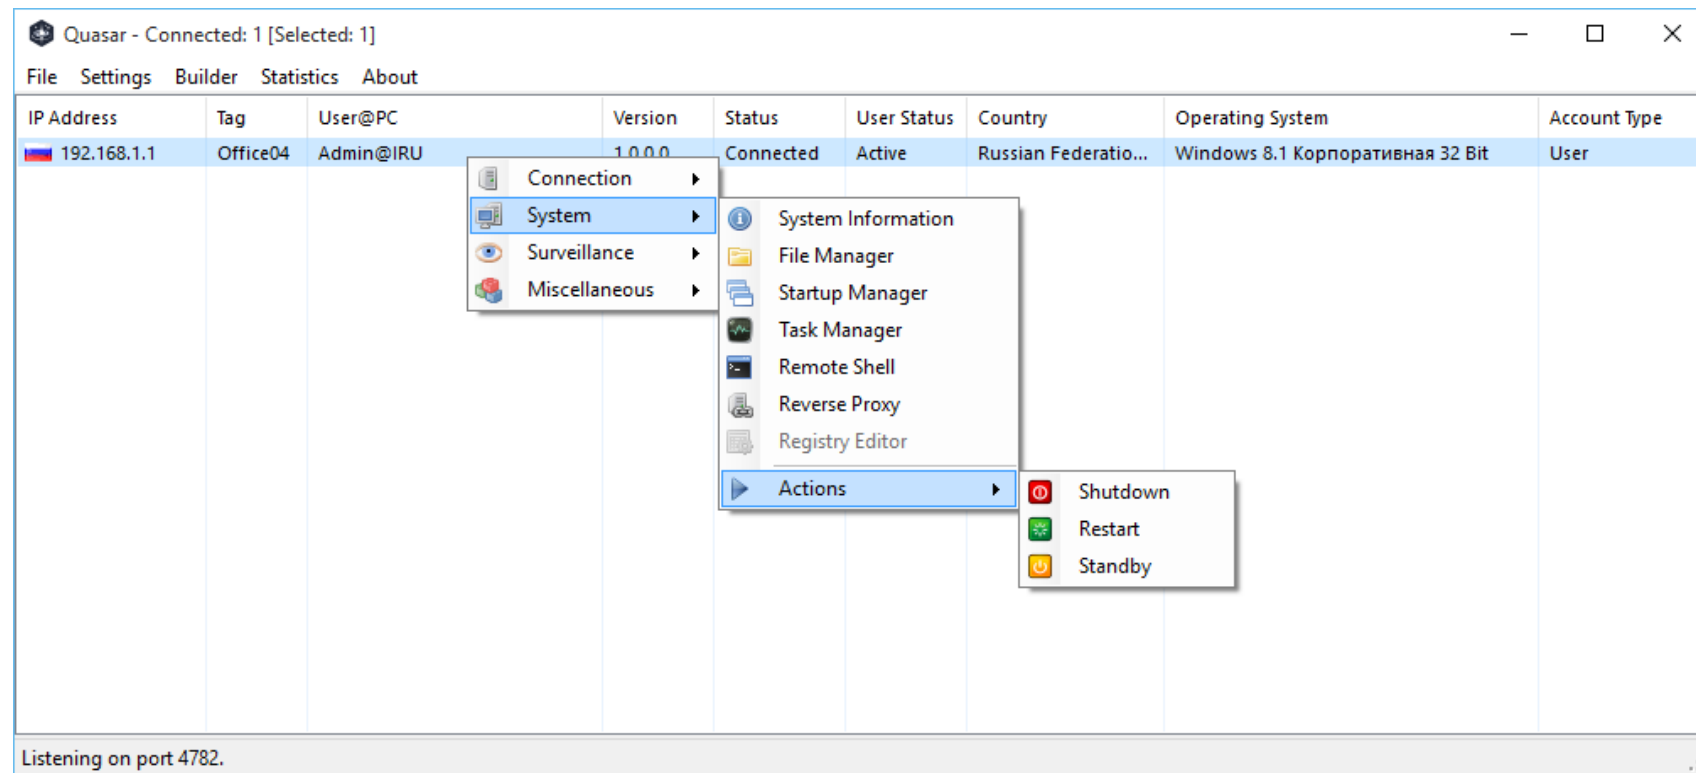 Quasar - Connected: 1 [Selected: 1]
File Settings Builder Statistics About
IP Address Tag User@PC Version Status User Status Country Operating System Account Type
192.168.1.1 Office04 Admin@IRU 1.0.0.0 Connected Active Russian Federatio... Windows 8.1 Корпоративная 32 Bit User
Connection
System
Surveillance
Miscellaneous
System Information
File Manager
Startup Manager
Task Manager
Remote Shell
Reverse Proxy
Registry Editor
Actions
Shutdown
Restart
Standby
Listening on port 4782.